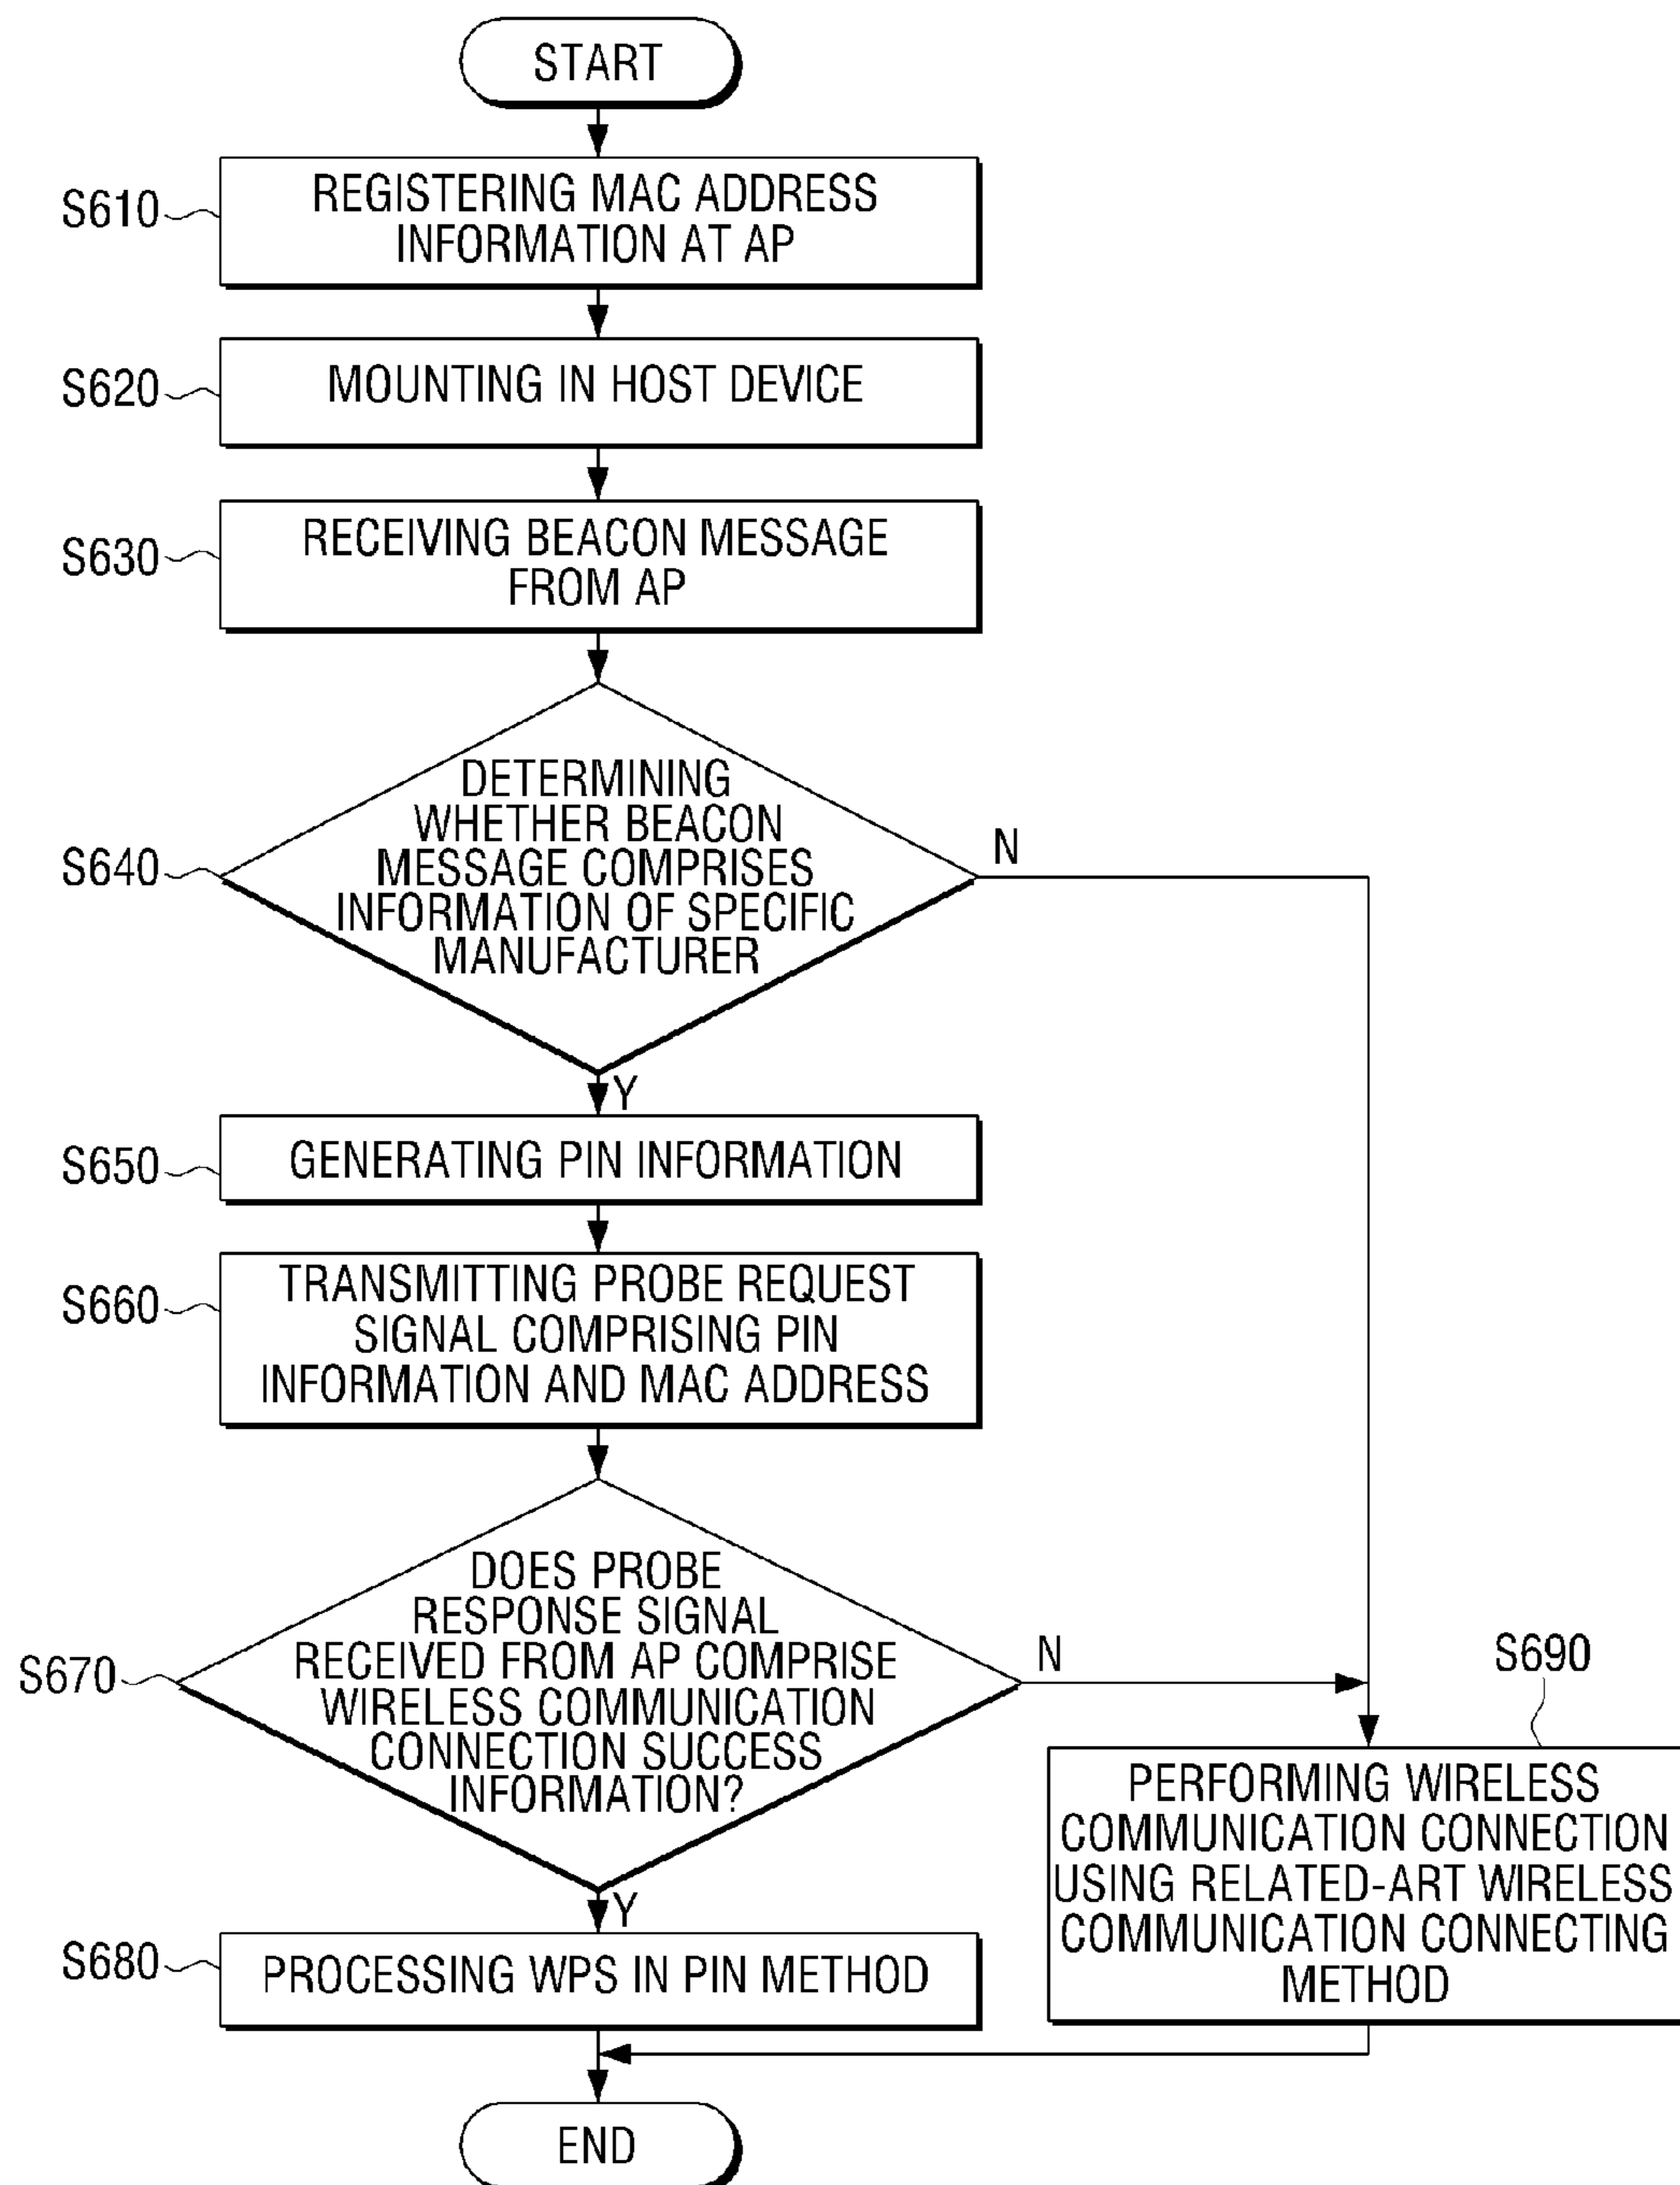 START
S610
REGISTERING MAC ADDRESS
INFORMATION AT AP
S620
MOUNTING IN HOST DEVICE
S630
RECEIVING BEACON MESSAGE
FROM AP
S640
DETERMINING
WHETHER BEACON
MESSAGE COMPRISES
INFORMATION OF SPECIFIC
MANUFACTURER
N
Y
S650
GENERATING PIN INFORMATION
S660
TRANSMITTING PROBE REQUEST
SIGNAL COMPRISING PIN
INFORMATION AND MAC ADDRESS
S670
DOES PROBE
RESPONSE SIGNAL
RECEIVED FROM AP COMPRISE
WIRELESS COMMUNICATION
CONNECTION SUCCESS
INFORMATION?
N
Y
S690
PERFORMING WIRELESS
COMMUNICATION CONNECTION
USING RELATED-ART WIRELESS
COMMUNICATION CONNECTING
METHOD
S680
PROCESSING WPS IN PIN METHOD
END